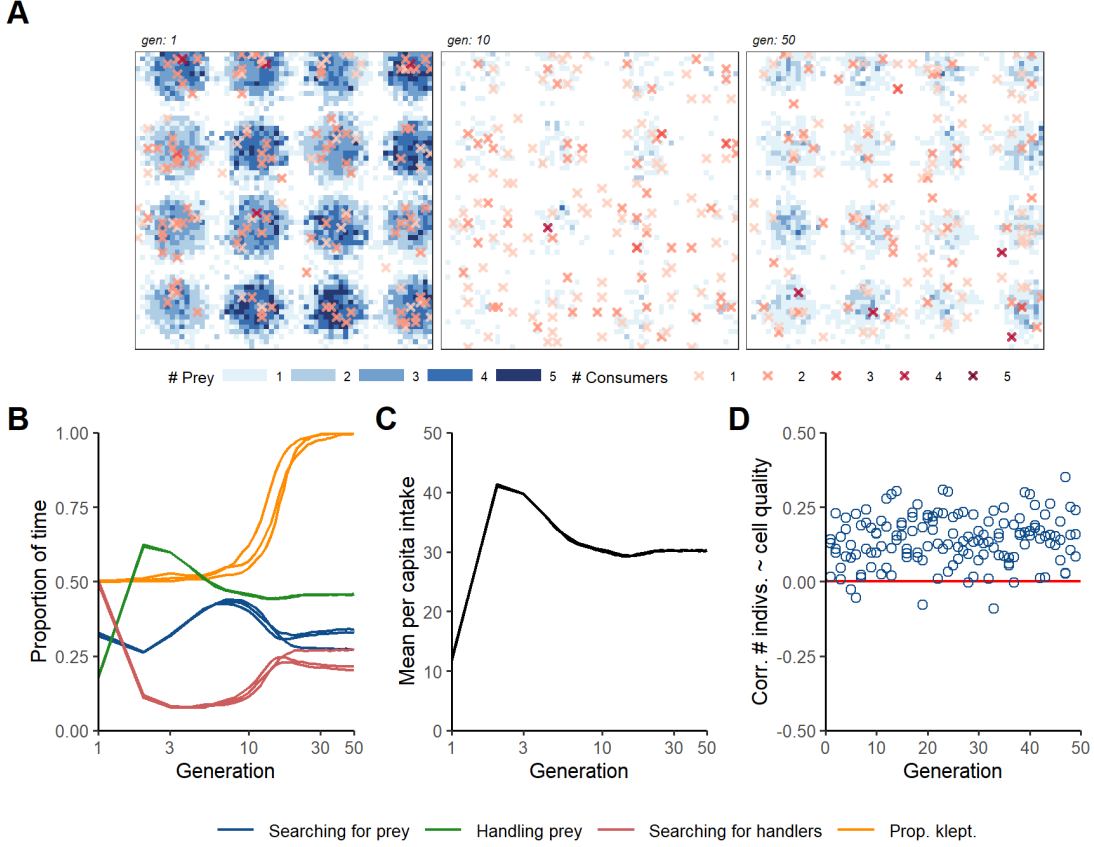 A
gen: 1 gen: 10 gen: 50
# Prey 1 2 3 4 5 # Consumers 1 2 3 4 5
B
Proportion of time
1.00
0.75
0.50
0.25
0.00
1 3 10 30 50
Generation
C
Mean per capita intake
50
40
30
20
10
0
1 3 10 30 50
Generation
D
Corr. # indivs. ~ cell quality
0.50
0.25
0.00
-0.25
-0.50
0 10 20 30 40 50
Generation
Searching for prey Handling prey Searching for handlers Prop. klept.